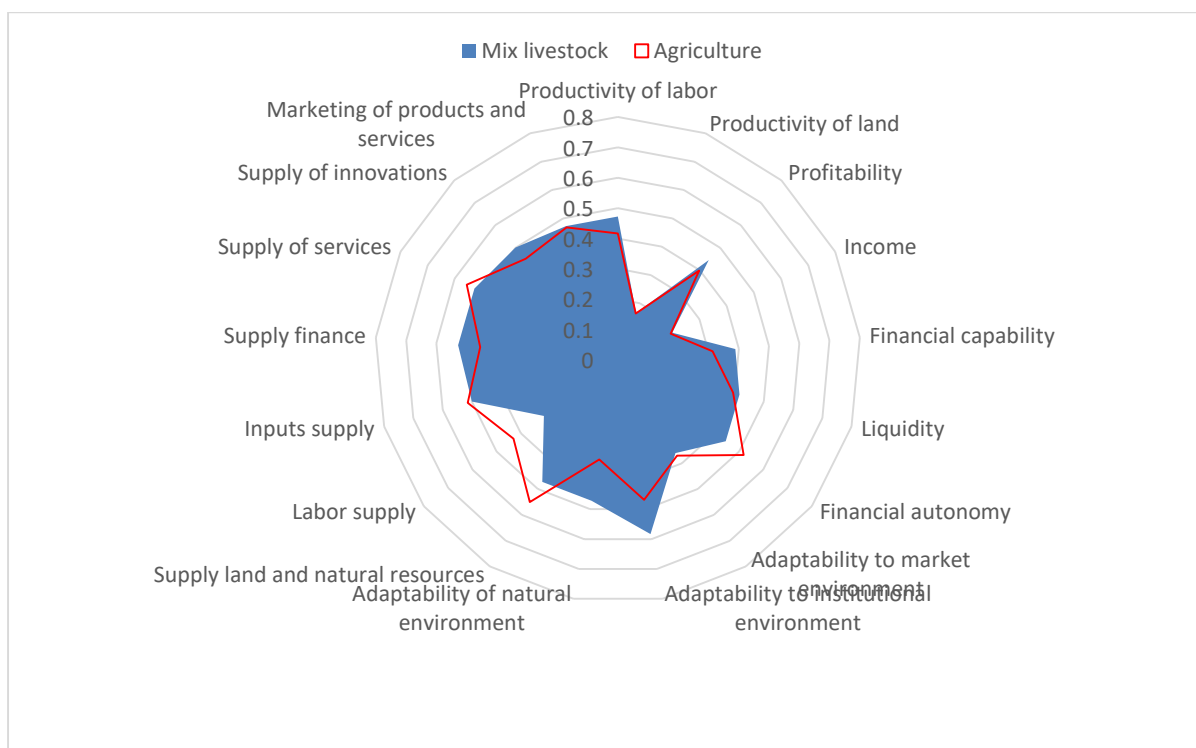 Mix livestock
Agriculture
Productivity of labor
Productivity of land
Profitability
Income
Financial capability
Liquidity
Financial autonomy
Adaptability to market
environment
Adaptability to institutional
environment
Adaptability of natural
environment
Supply land and natural resources
Labor supply
Inputs supply
Supply finance
Supply of services
Supply of innovations
Marketing of products and
services
0.8
0.7
0.6
0.5
0.4
0.3
0.2
0.1
0